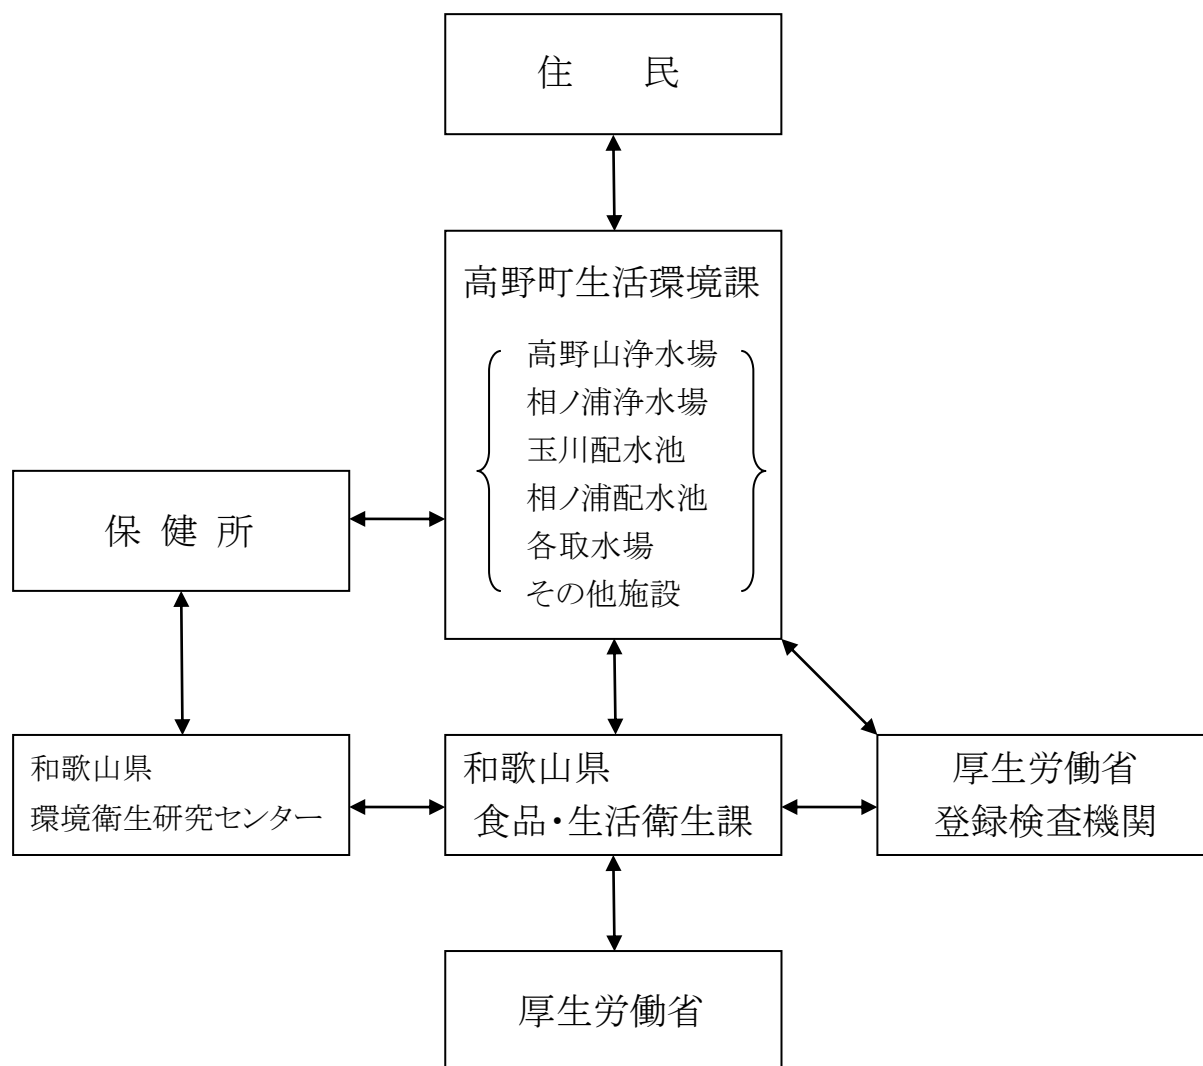 住　　民
高野町生活環境課
高野山浄水場
相ノ浦浄水場
玉川配水池
相ノ浦配水池
各取水場
その他施設
保 健 所
和歌山県
環境衛生研究センター
和歌山県
食品・生活衛生課
厚生労働省
登録検査機関
厚生労働省